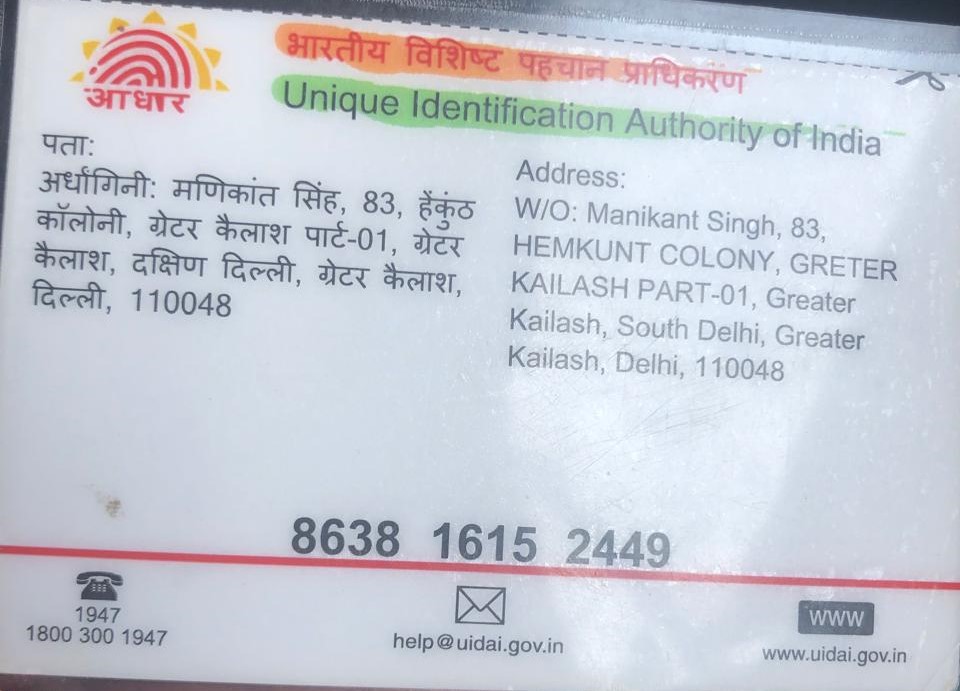 भारतीय विशिष्ट पहचान प्राधिकरण
आधार
Unique Identification Authority of India
पता:
अर्धांगिनी: मणिकांत सिंह, 83, हेंकुंठ
कॉलोनी, ग्रेटर कैलाश पार्ट-01, ग्रेटर
कैलाश, दक्षिण दिल्ली, ग्रेटर कैलाश,
दिल्ली, 110048
Address:
W/O: Manikant Singh, 83,
HEMKUNT COLONY, GRETER
KAILASH PART-01, Greater
Kailash, South Delhi, Greater
Kailash, Delhi, 110048
8638 1615 2449
1947
1800 300 1947
help@uidai.gov.in
WWW
www.uidai.gov.in